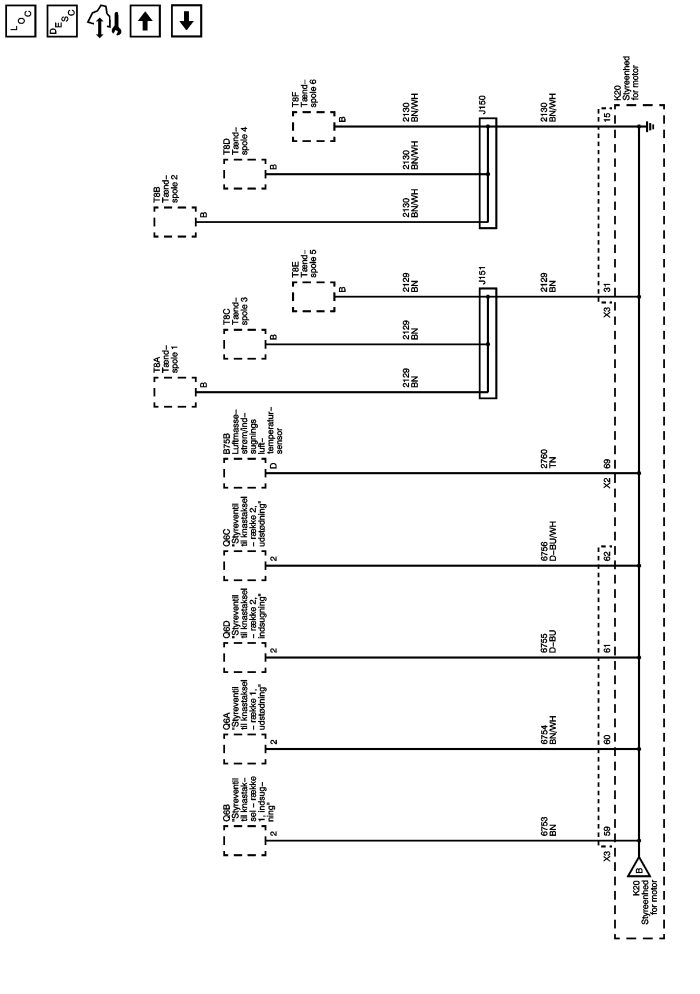 LOC
DESC
K20
Styreenhed
for motor
T8F
Tænd–
spole 6
B
2130
BN/WH
J150
2130
BN/WH
15
T8D
Tænd–
spole 4
B
2130
BN/WH
T8B
Tænd–
spole 2
B
2130
BN/WH
T8E
Tænd–
spole 5
B
2129
BN
J151
2129
BN
31
X3
T8C
Tænd–
spole 3
B
2129
BN
T8A
Tænd–
spole 1
B
2129
BN
B75B
Luftmasse–
strøm/ind–
sugnings
luft–
temperatur–
sensor
D
2760
TN
69
X2
Q6C
"Styreventil
til knastaksel
– række 2,
udstødning"
2
6756
D–BU/WH
62
Q6D
"Styreventil
til knastaksel
– række 2,
indsugning"
2
6755
D–BU
61
Q6A
"Styreventil
til knastaksel
– række 1,
udstødning"
2
6754
BN/WH
60
Q6B
"Styreventil
til knastak–
sel – række
1, indsug–
ning"
2
6753
BN
59
X3
B
K20
Styreenhed
for motor